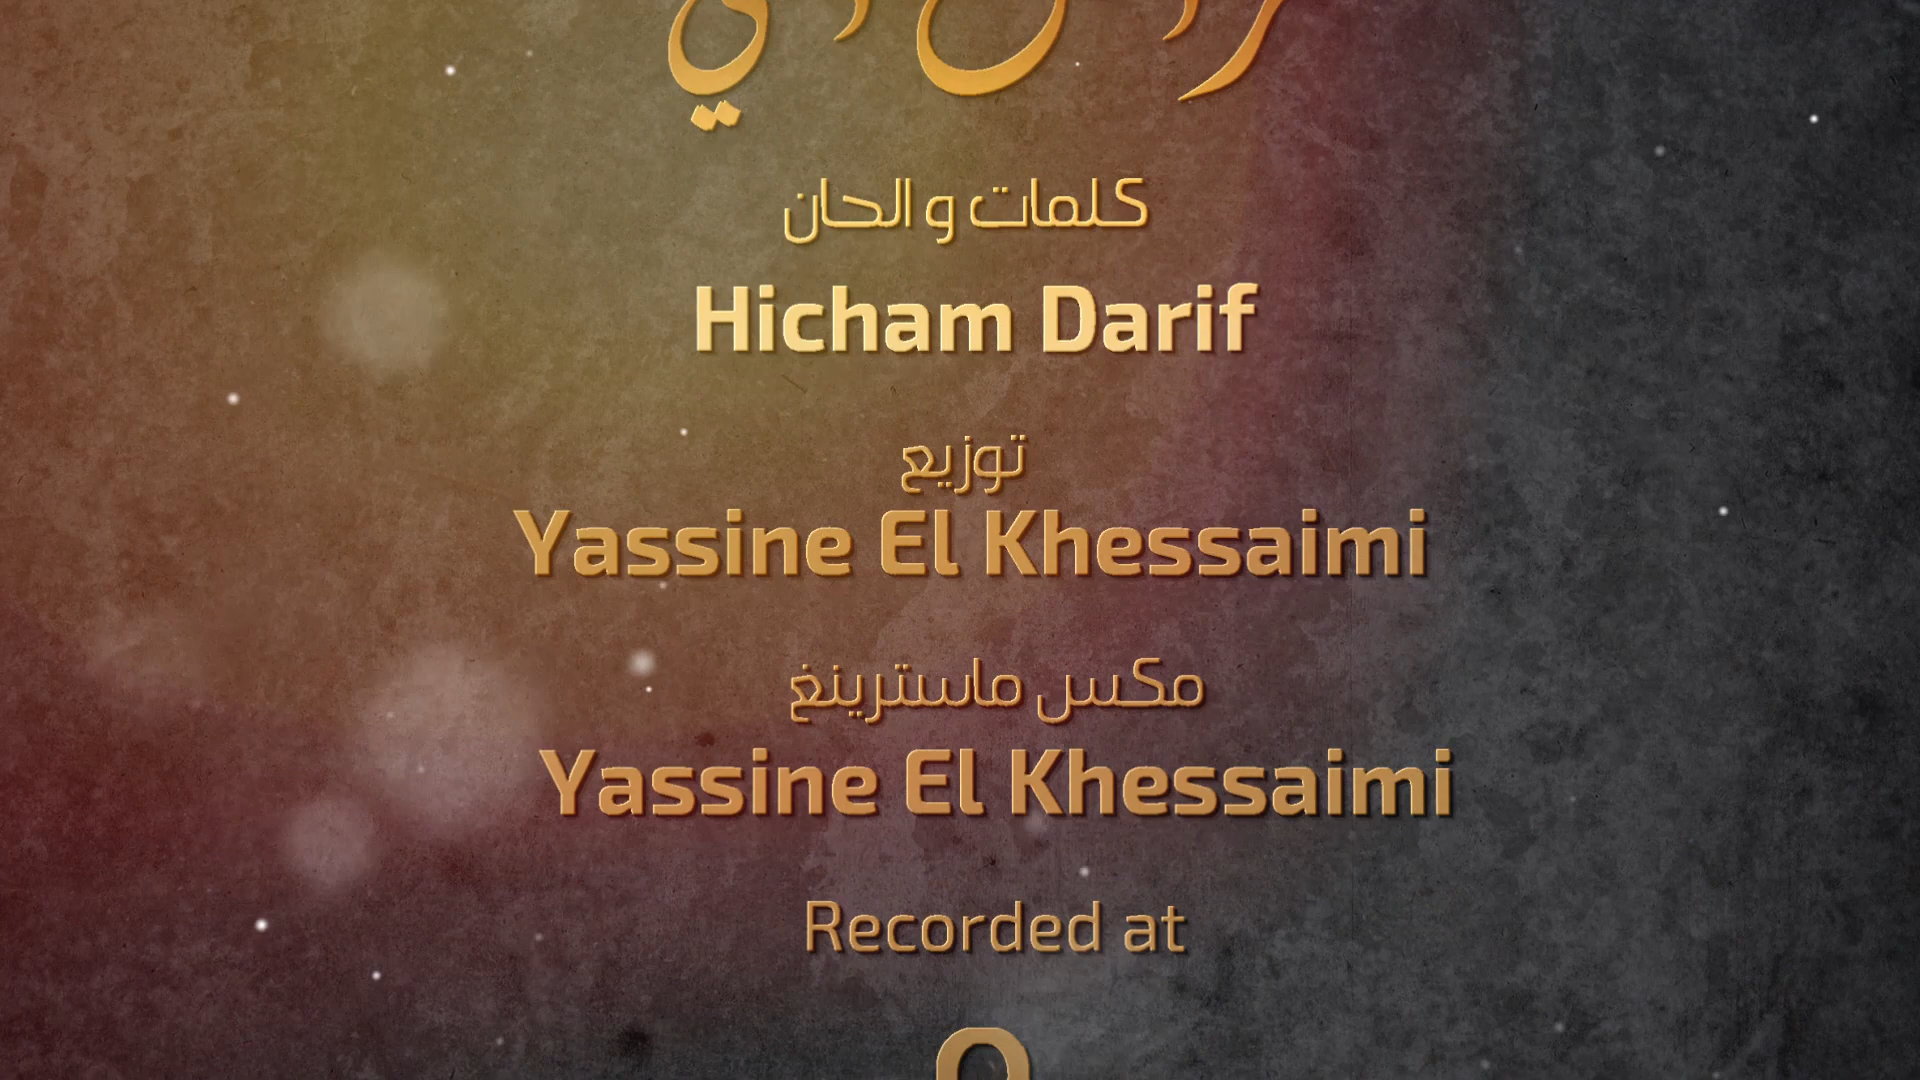 كلمات و الحان
Hicham Darif
توزيع
Yassine El Khessaimi
مكس ماسترينغ
Yassine El Khessaimi
Recorded at